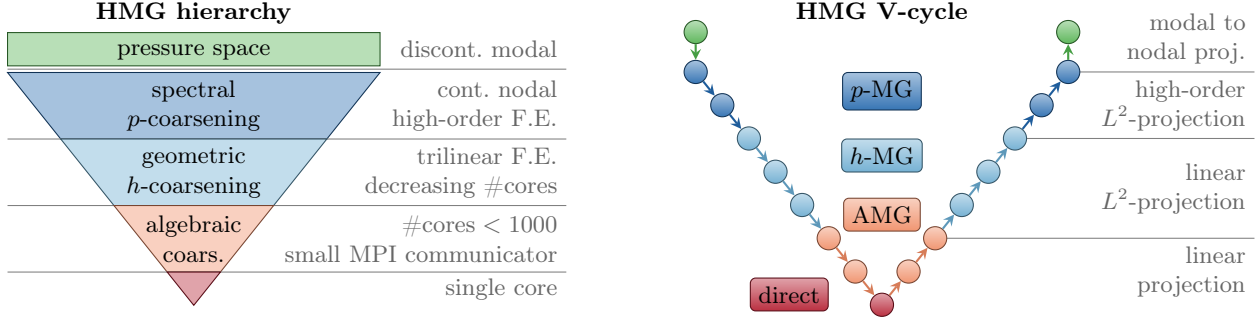 HMG hierarchy
pressure space
discont. modal
spectral
p-coarsening
cont. nodal
high-order F.E.
geometric
h-coarsening
trilinear F.E.
decreasing #cores
algebraic
coars.
#cores < 1000
small MPI communicator
single core
HMG V-cycle
p-MG
h-MG
AMG
direct
modal to
nodal proj.
high-order
L²-projection
linear
L²-projection
linear
projection